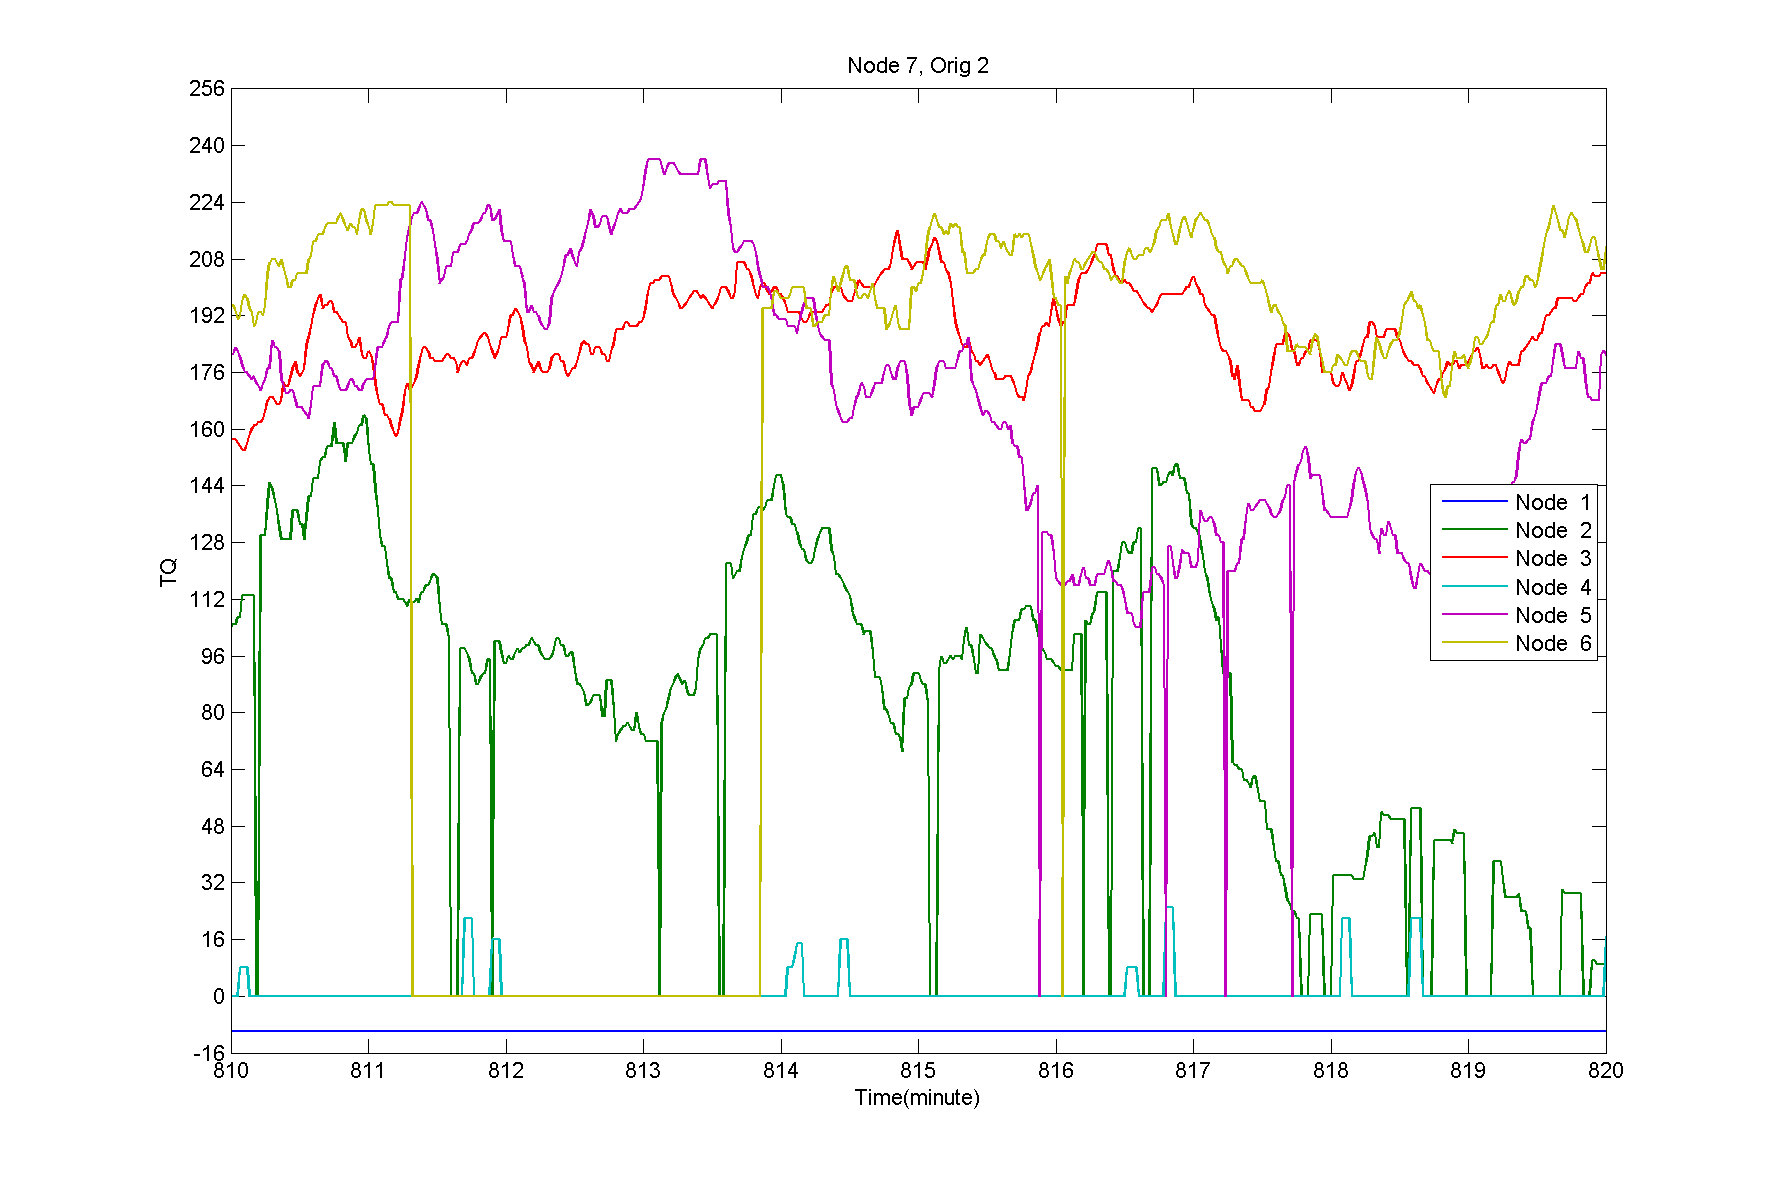 Node 7, Orig 2
256
240
224
208
192
176
160
144
128
112
96
80
64
48
32
16
0
-16
TQ
810 811 812 813 814 815 816 817 818 819 820
Time(minute)
Node 1
Node 2
Node 3
Node 4
Node 5
Node 6